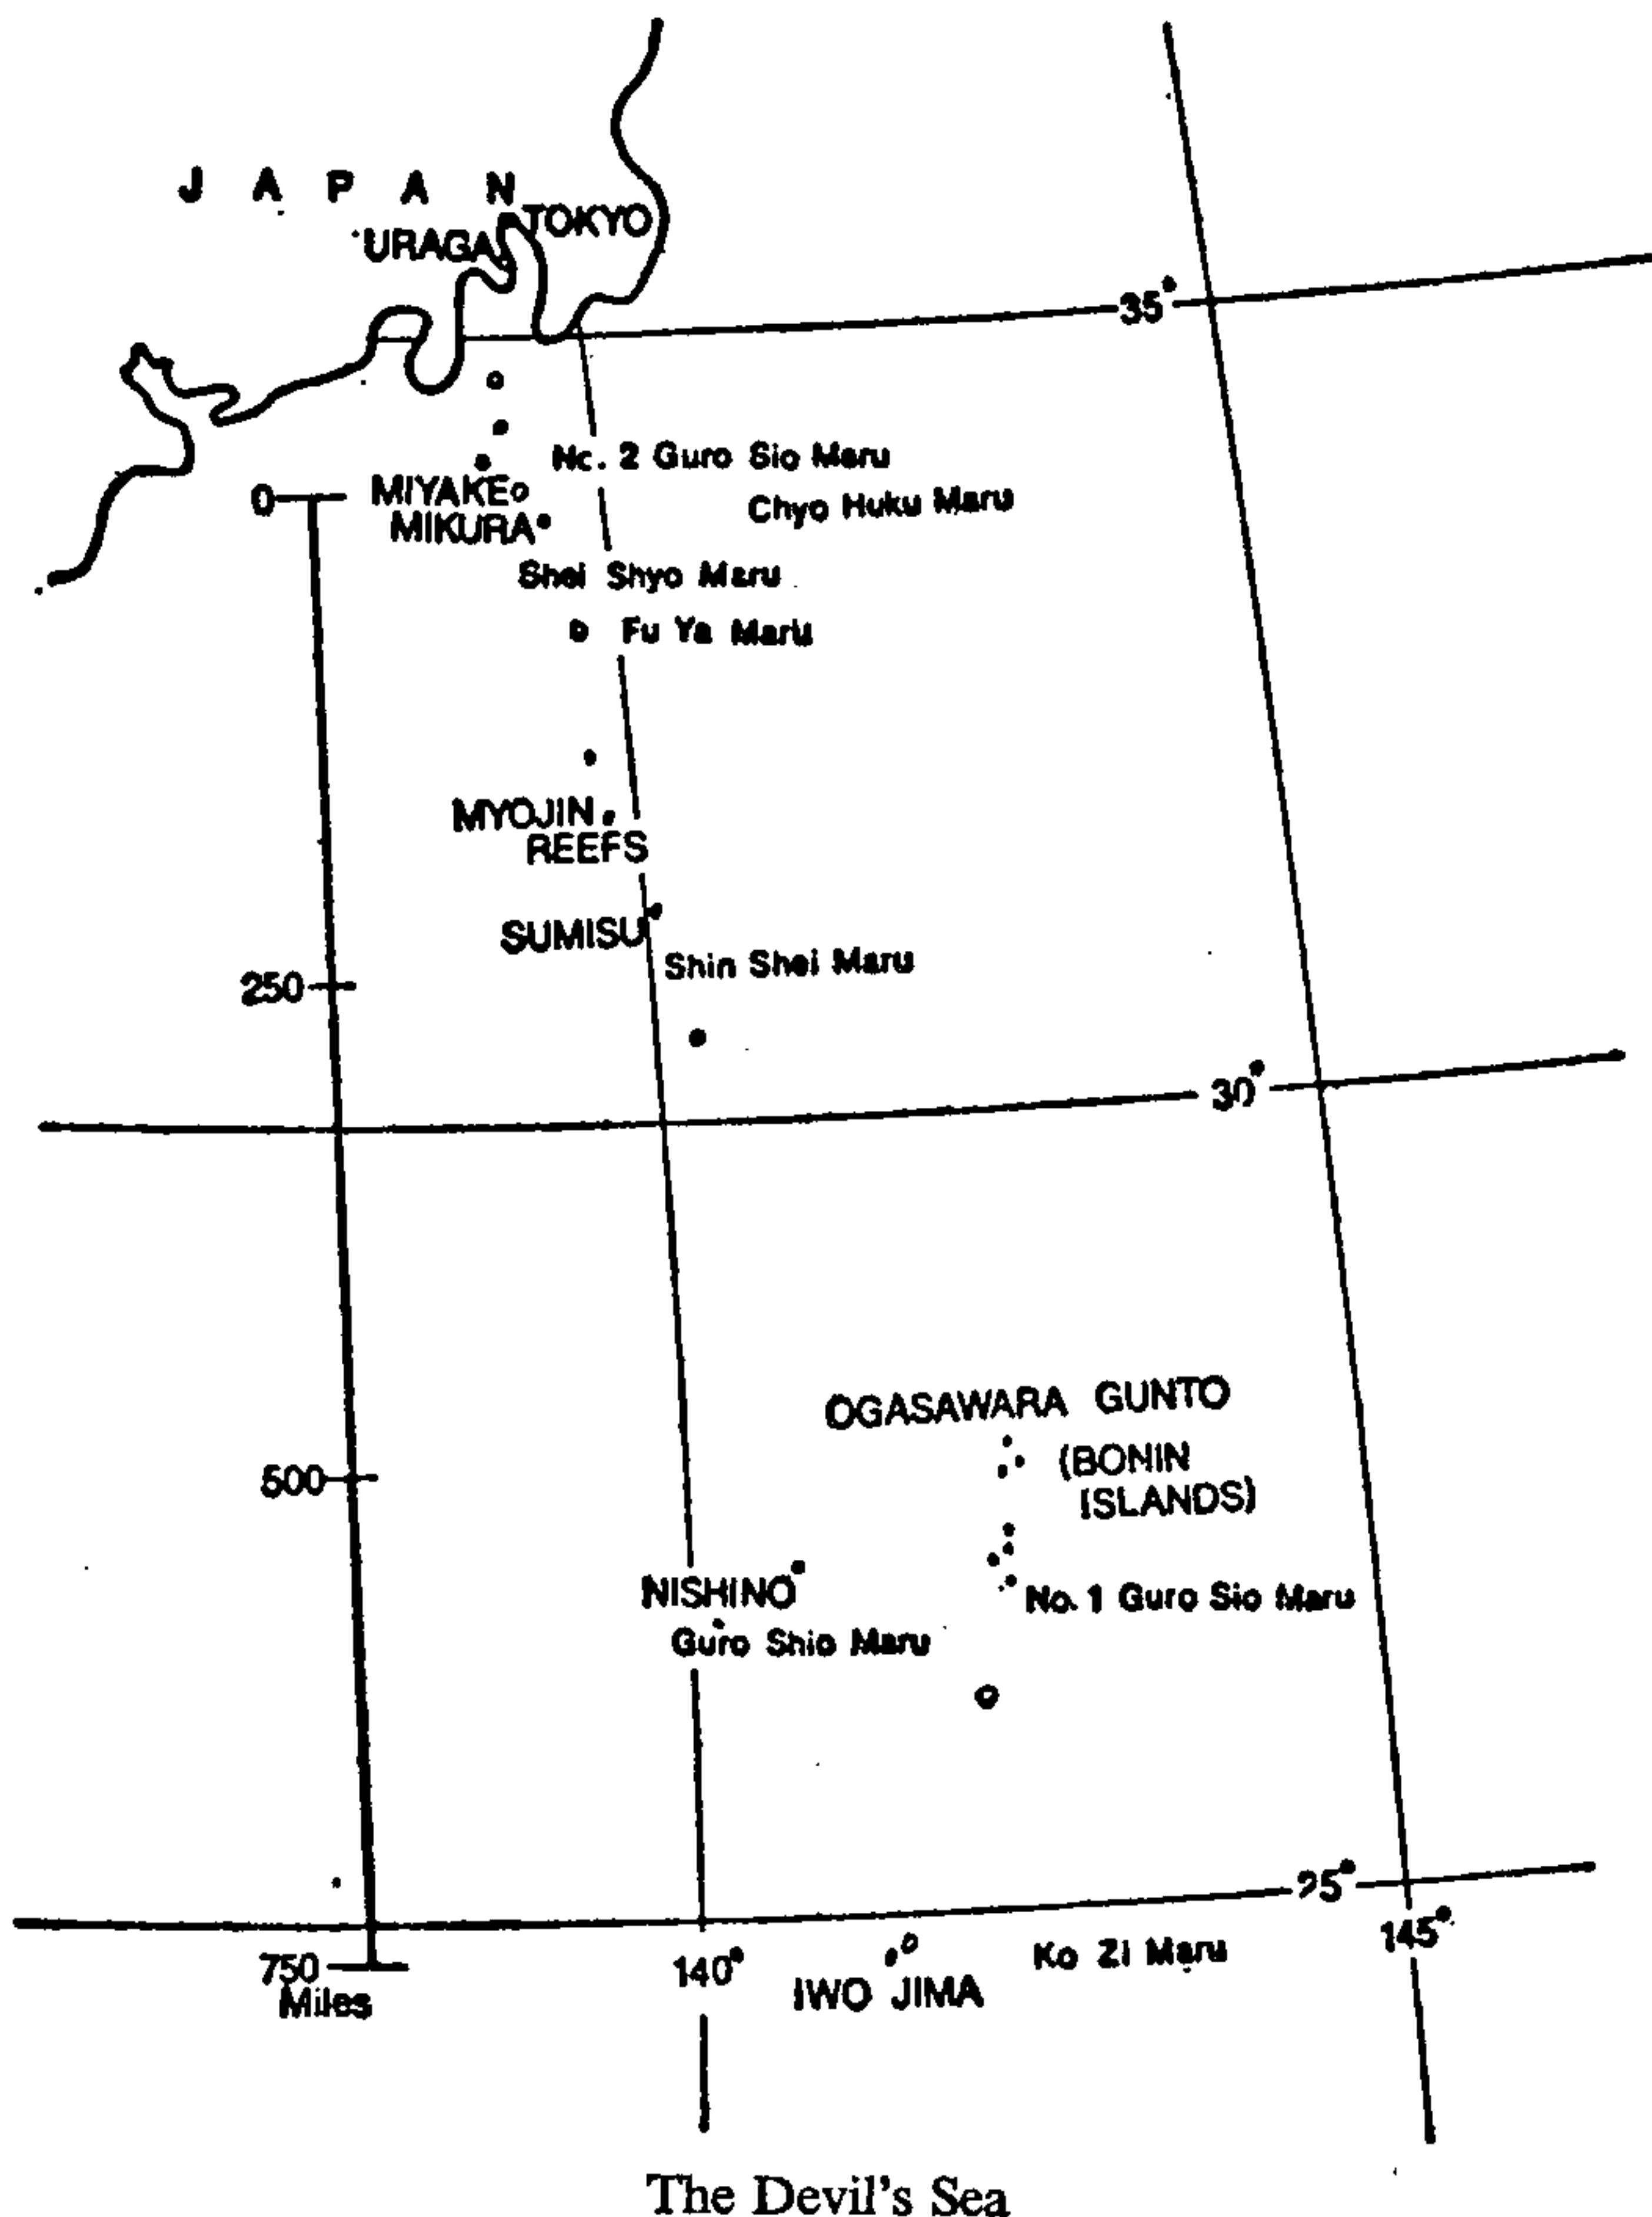 JAPAN
TOKYO
URAGA
35°
No. 2 Guro Sio Maru
MIYAKE
Chyo Huku Maru
0
MIKURA
Shei Shyo Maru
Fu Ya Maru
MYOJIN
REEFS
SUMISU
Shin Shei Maru
250
30°
OGASAWARA GUNTO
(BONIN
ISLANDS)
500
NISHINO
No. 1 Guro Sio Maru
Guro Shio Maru
25°
145°
750
Miles
140°
Ko Zi Maru
IWO JIMA
The Devil's Sea